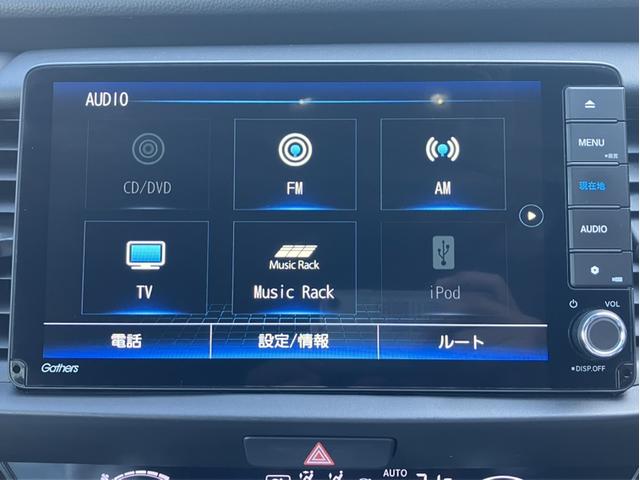 AUDIO
CD/DVD
FM
AM
TV
Music Rack
Music Rack
iPod
電話
設定/情報
ルート
Gathers
MENU
現在地
AUDIO
VOL
DISP.OFF
AUTO